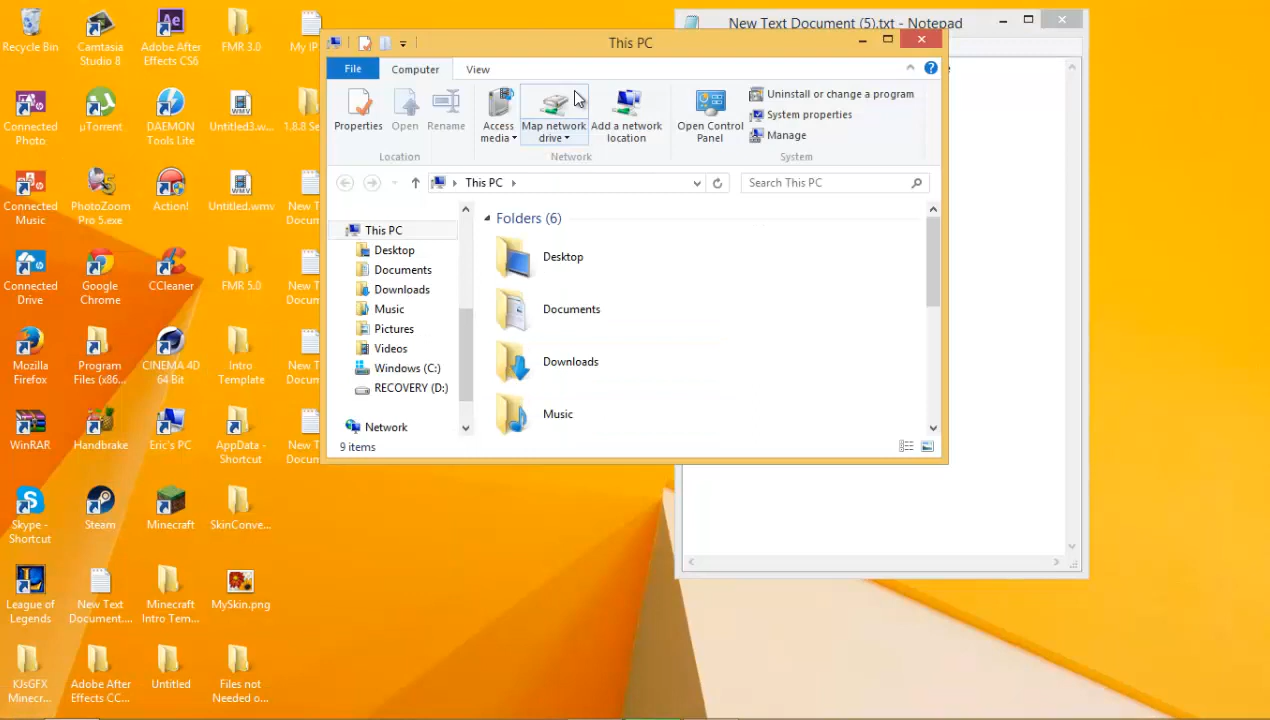 New Text Document (5).txt - Notepad
This PC
File
Computer
View
Properties
Open
Rename
Access
media
Map network
drive
Add a network
location
Open Control
Panel
Uninstall or change a program
System properties
Manage
Location
Network
System
This PC
Search This PC
This PC
Desktop
Documents
Downloads
Music
Pictures
Videos
Windows (C:)
RECOVERY (D:)
Network
Folders (6)
Desktop
Documents
Downloads
Music
9 items
Recycle Bin
Camtasia
Studio 8
Adobe After
Effects CS6
FMR 3.0
My IP.
Connected
Photo
µTorrent
DAEMON
Tools Lite
Untitled3.w...
1.8.8 Se
Connected
Music
PhotoZoom
Pro 5.exe
Action!
Untitled.wmv
New T
Docum
Connected
Drive
Google
Chrome
CCleaner
FMR 5.0
New T
Docum
Mozilla
Firefox
Program
Files (x86...
CINEMA 4D
64 Bit
Intro
Template
New T
Docum
WinRAR
Handbrake
Eric's PC
AppData -
Shortcut
New T
Docum
Skype -
Shortcut
Steam
Minecraft
SkinConve...
League of
Legends
New Text
Document....
Minecraft
Intro Tem...
MySkin.png
KJsGFX
Minecr...
Adobe After
Effects CC...
Untitled
Files not
Needed o...